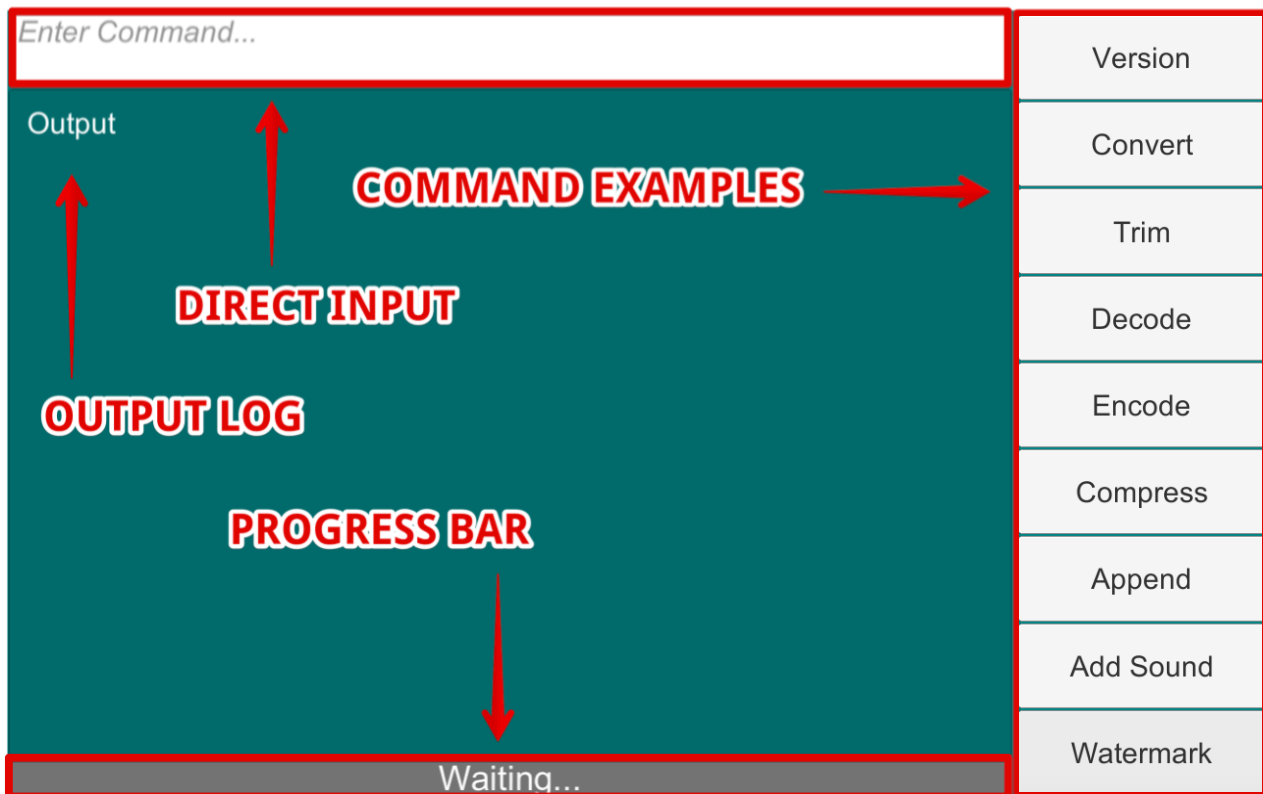 Enter Command...
Output
COMMAND EXAMPLES
DIRECT INPUT
OUTPUT LOG
PROGRESS BAR
Waiting...
Version
Convert
Trim
Decode
Encode
Compress
Append
Add Sound
Watermark